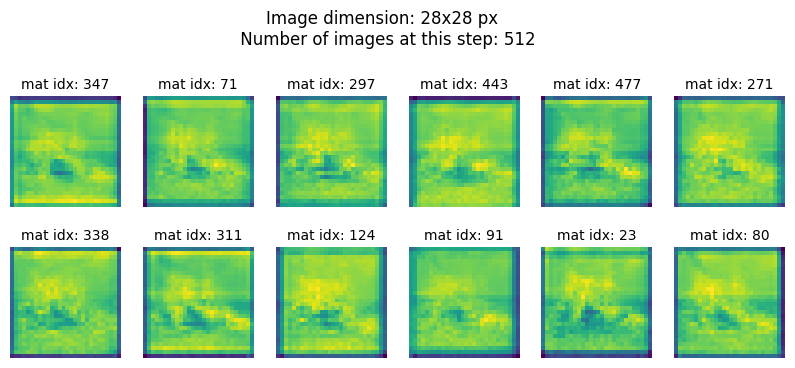 Image dimension: 28x28 px
Number of images at this step: 512
mat idx: 347
mat idx: 71
mat idx: 297
mat idx: 443
mat idx: 477
mat idx: 271
mat idx: 338
mat idx: 311
mat idx: 124
mat idx: 91
mat idx: 23
mat idx: 80